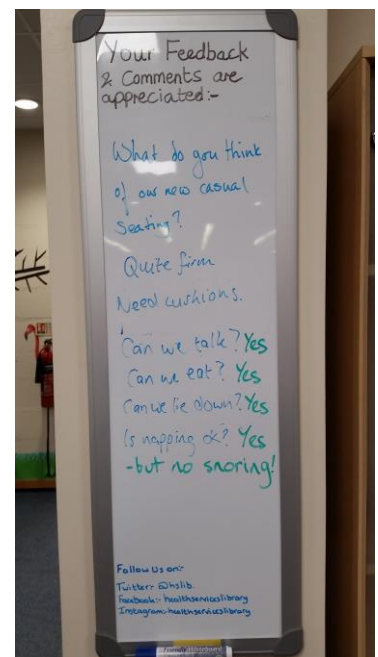 Your Feedback
& Comments are
appreciated:-
What do you think
of our new casual
seating?
Quite firm
Need cushions.
Can we talk? Yes
Can we eat? Yes
Can we lie down? Yes
Is napping ok? Yes
-but no snoring!
Follow Us on:-
Twitter:- @hslib
Facebook:- healthserviceslibrary
Instagram:- healthserviceslibrary